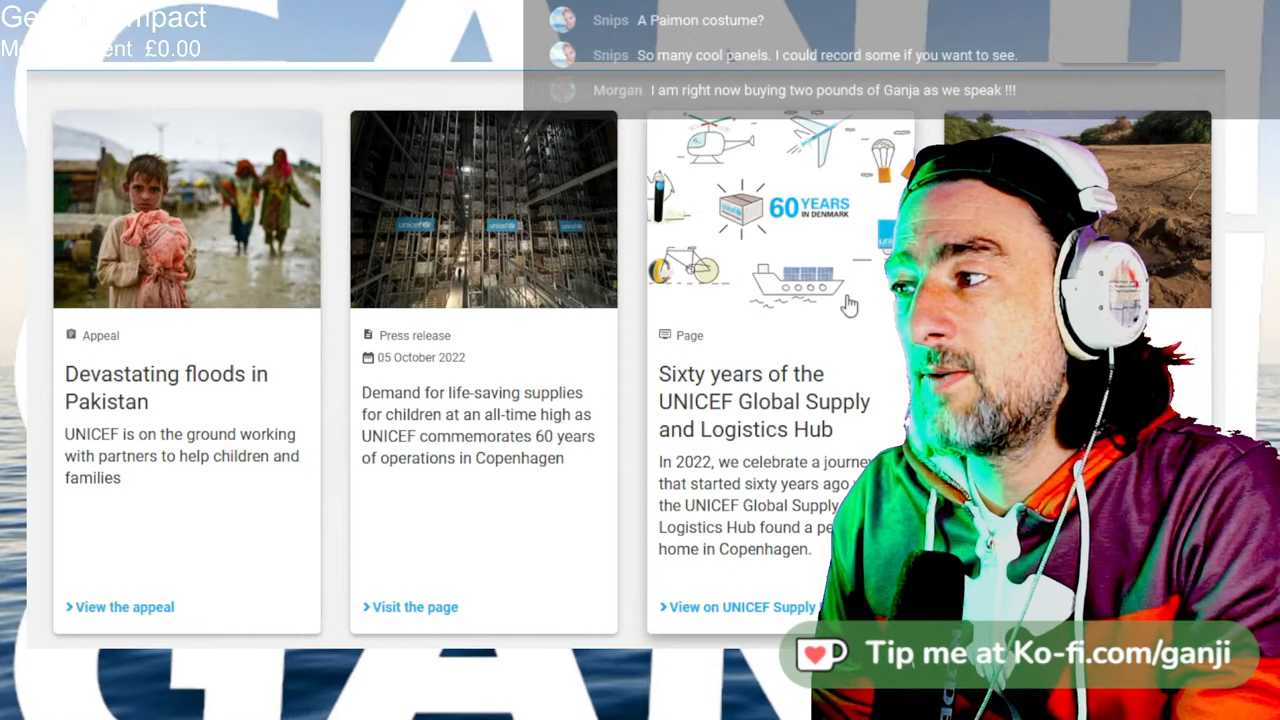 Impact
£0.00
Snips A Paimon costume?
Snips So many cool panels. I could record some if you want to see.
Morgan I am right now buying two pounds of Ganja as we speak !!!
unicef
unicef
unicef
60 YEARS
IN DENMARK
Appeal
Devastating floods in
Pakistan
UNICEF is on the ground working
with partners to help children and
families
View the appeal
Press release
05 October 2022
Demand for life-saving supplies
for children at an all-time high as
UNICEF commemorates 60 years
of operations in Copenhagen
Visit the page
Page
Sixty years of the
UNICEF Global Supply
and Logistics Hub
In 2022, we celebrate a journey
that started sixty years ago
the UNICEF Global Supply
Logistics Hub found a
home in Copenhagen.
View on UNICEF Supply
Tip me at Ko-fi.com/ganji